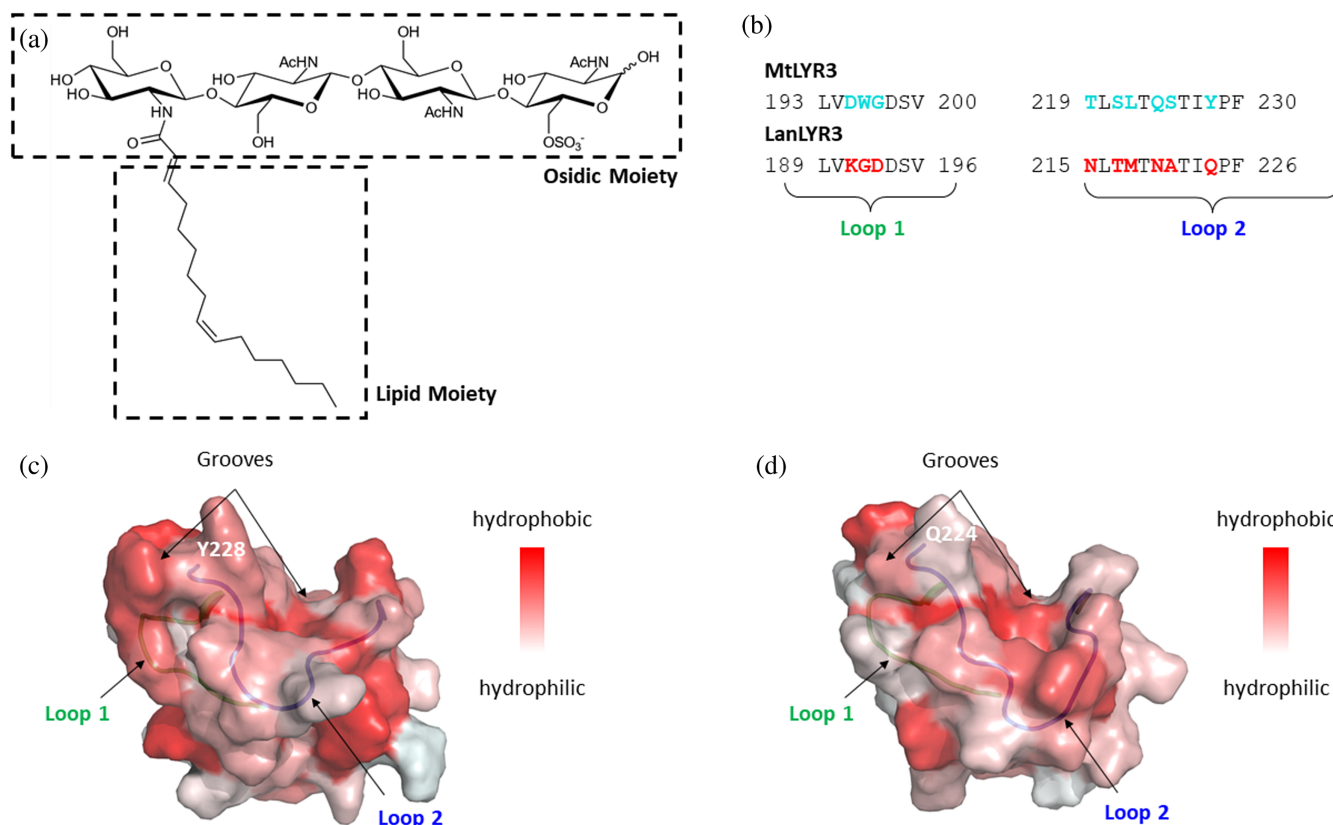 (a)
OH
HO
HO
O
HN
O
O
HO
AcHN
O
OH
O
OH
HO
O
AcHN
O
HO
AcHN
OH
O
OSO₃⁻
Osidic Moiety
Lipid Moiety
(b)
MtLYR3
193 LVDWGDSV 200 219 TLSLTQSTIYPF 230
LanLYR3
189 LVKGDDSV 196 215 NLTMTNATIQPF 226
Loop 1 Loop 2
(c)
Grooves
Y228
hydrophobic
hydrophilic
Loop 1
Loop 2
(d)
Grooves
Q224
hydrophobic
hydrophilic
Loop 1
Loop 2